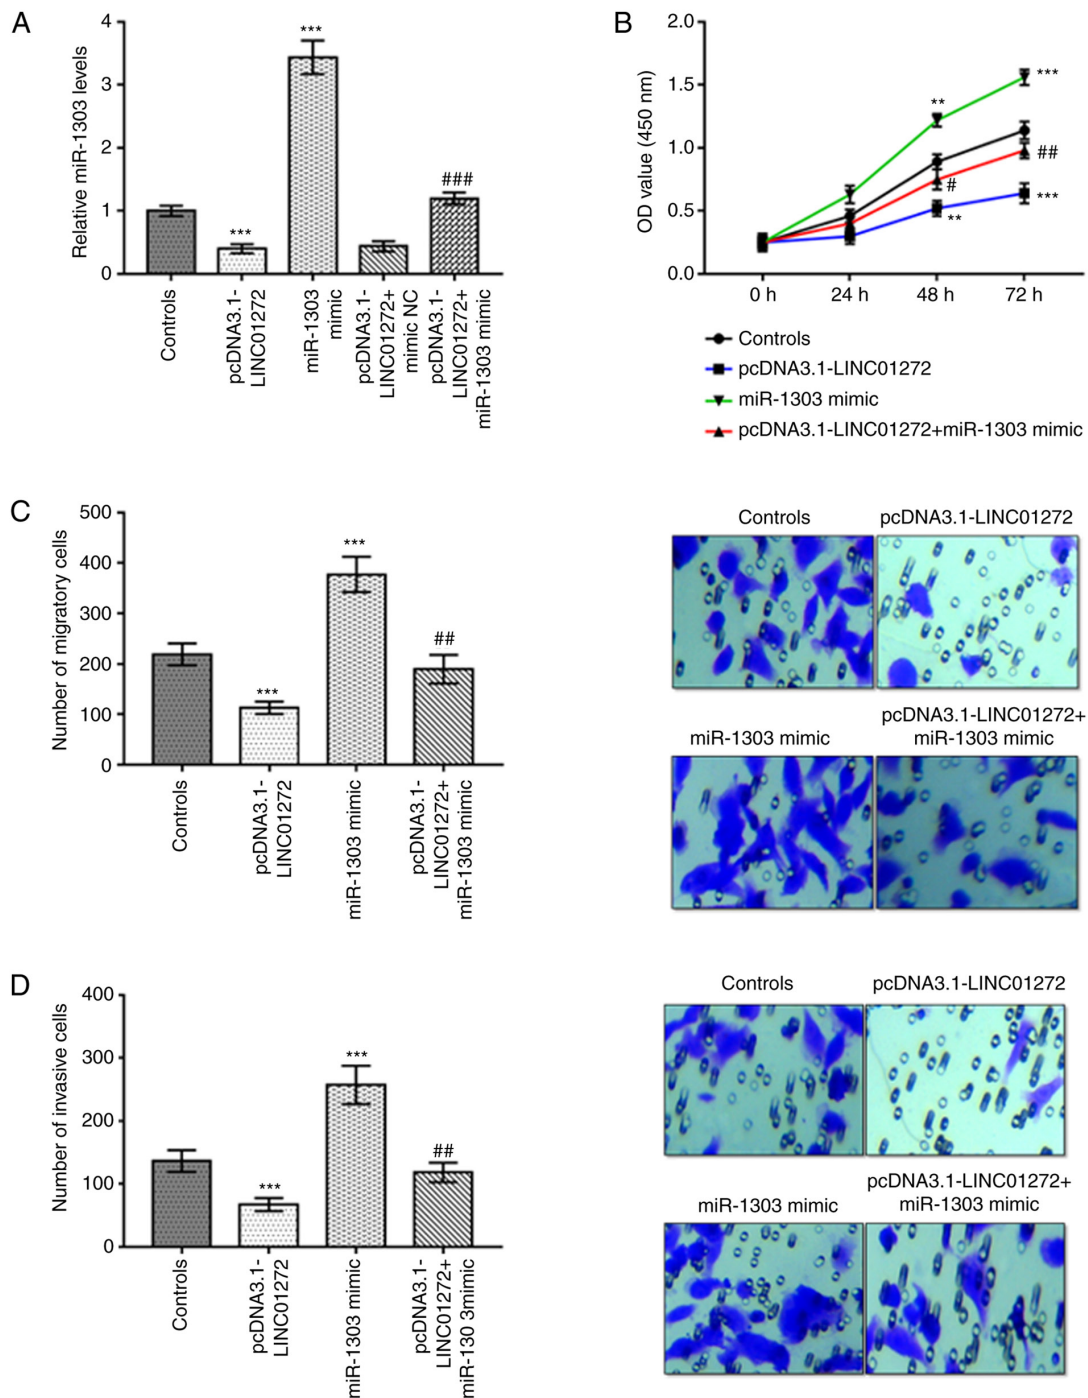 A
Relative miR-1303 levels
4
3
2
1
0
***
***
###
Controls
pcDNA3.1-
LINC01272
miR-1303
mimic
pcDNA3.1-
LINC01272+
mimic NC
pcDNA3.1-
LINC01272+
miR-1303 mimic
B
OD value (450 nm)
2.0
1.5
1.0
0.5
0.0
**
***
#
##
**
***
0 h
24 h
48 h
72 h
Controls
pcDNA3.1-LINC01272
miR-1303 mimic
pcDNA3.1-LINC01272+miR-1303 mimic
C
Number of migratory cells
500
400
300
200
100
0
***
***
##
Controls
pcDNA3.1-
LINC01272
miR-1303 mimic
pcDNA3.1-
LINC01272+
miR-1303 mimic
Controls
pcDNA3.1-LINC01272
miR-1303 mimic
pcDNA3.1-LINC01272+
miR-1303 mimic
D
Number of invasive cells
400
300
200
100
0
***
***
##
Controls
pcDNA3.1-
LINC01272
miR-1303 mimic
pcDNA3.1-
LINC01272+
miR-130 3mimic
Controls
pcDNA3.1-LINC01272
miR-1303 mimic
pcDNA3.1-LINC01272+
miR-1303 mimic